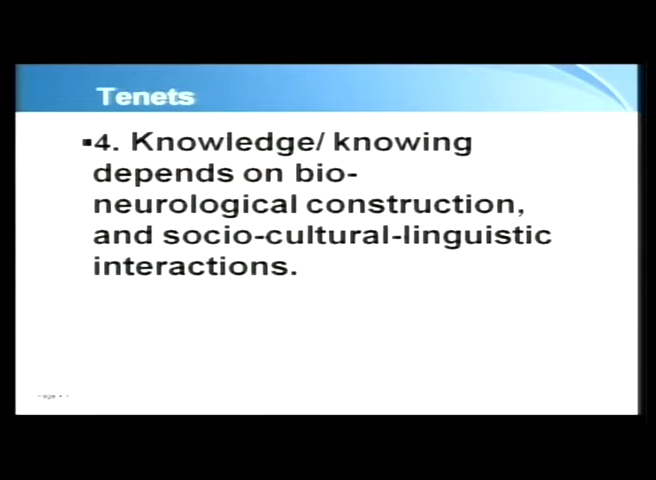 Tenets
▪4. Knowledge/ knowing
depends on bio-
neurological construction,
and socio-cultural-linguistic
interactions.